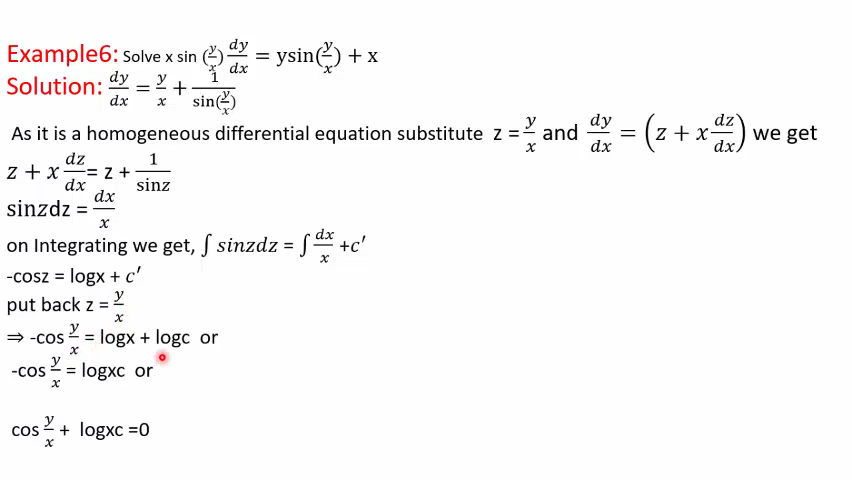 Example6: Solve x sin (y/x) dy/dx = ysin(y/x) + x
Solution: dy/dx = y/x + 1/sin(y/x)
As it is a homogeneous differential equation substitute z = y/x and dy/dx = (z + x dz/dx) we get
z + x dz/dx = z + 1/sinz
sinzdz = dx/x
on Integrating we get, ∫ sinzdz = ∫ dx/x +c′
-cosz = logx + c′
put back z = y/x
⇒ -cos y/x = logx + logc or
-cos y/x = logxc or
cos y/x + logxc =0